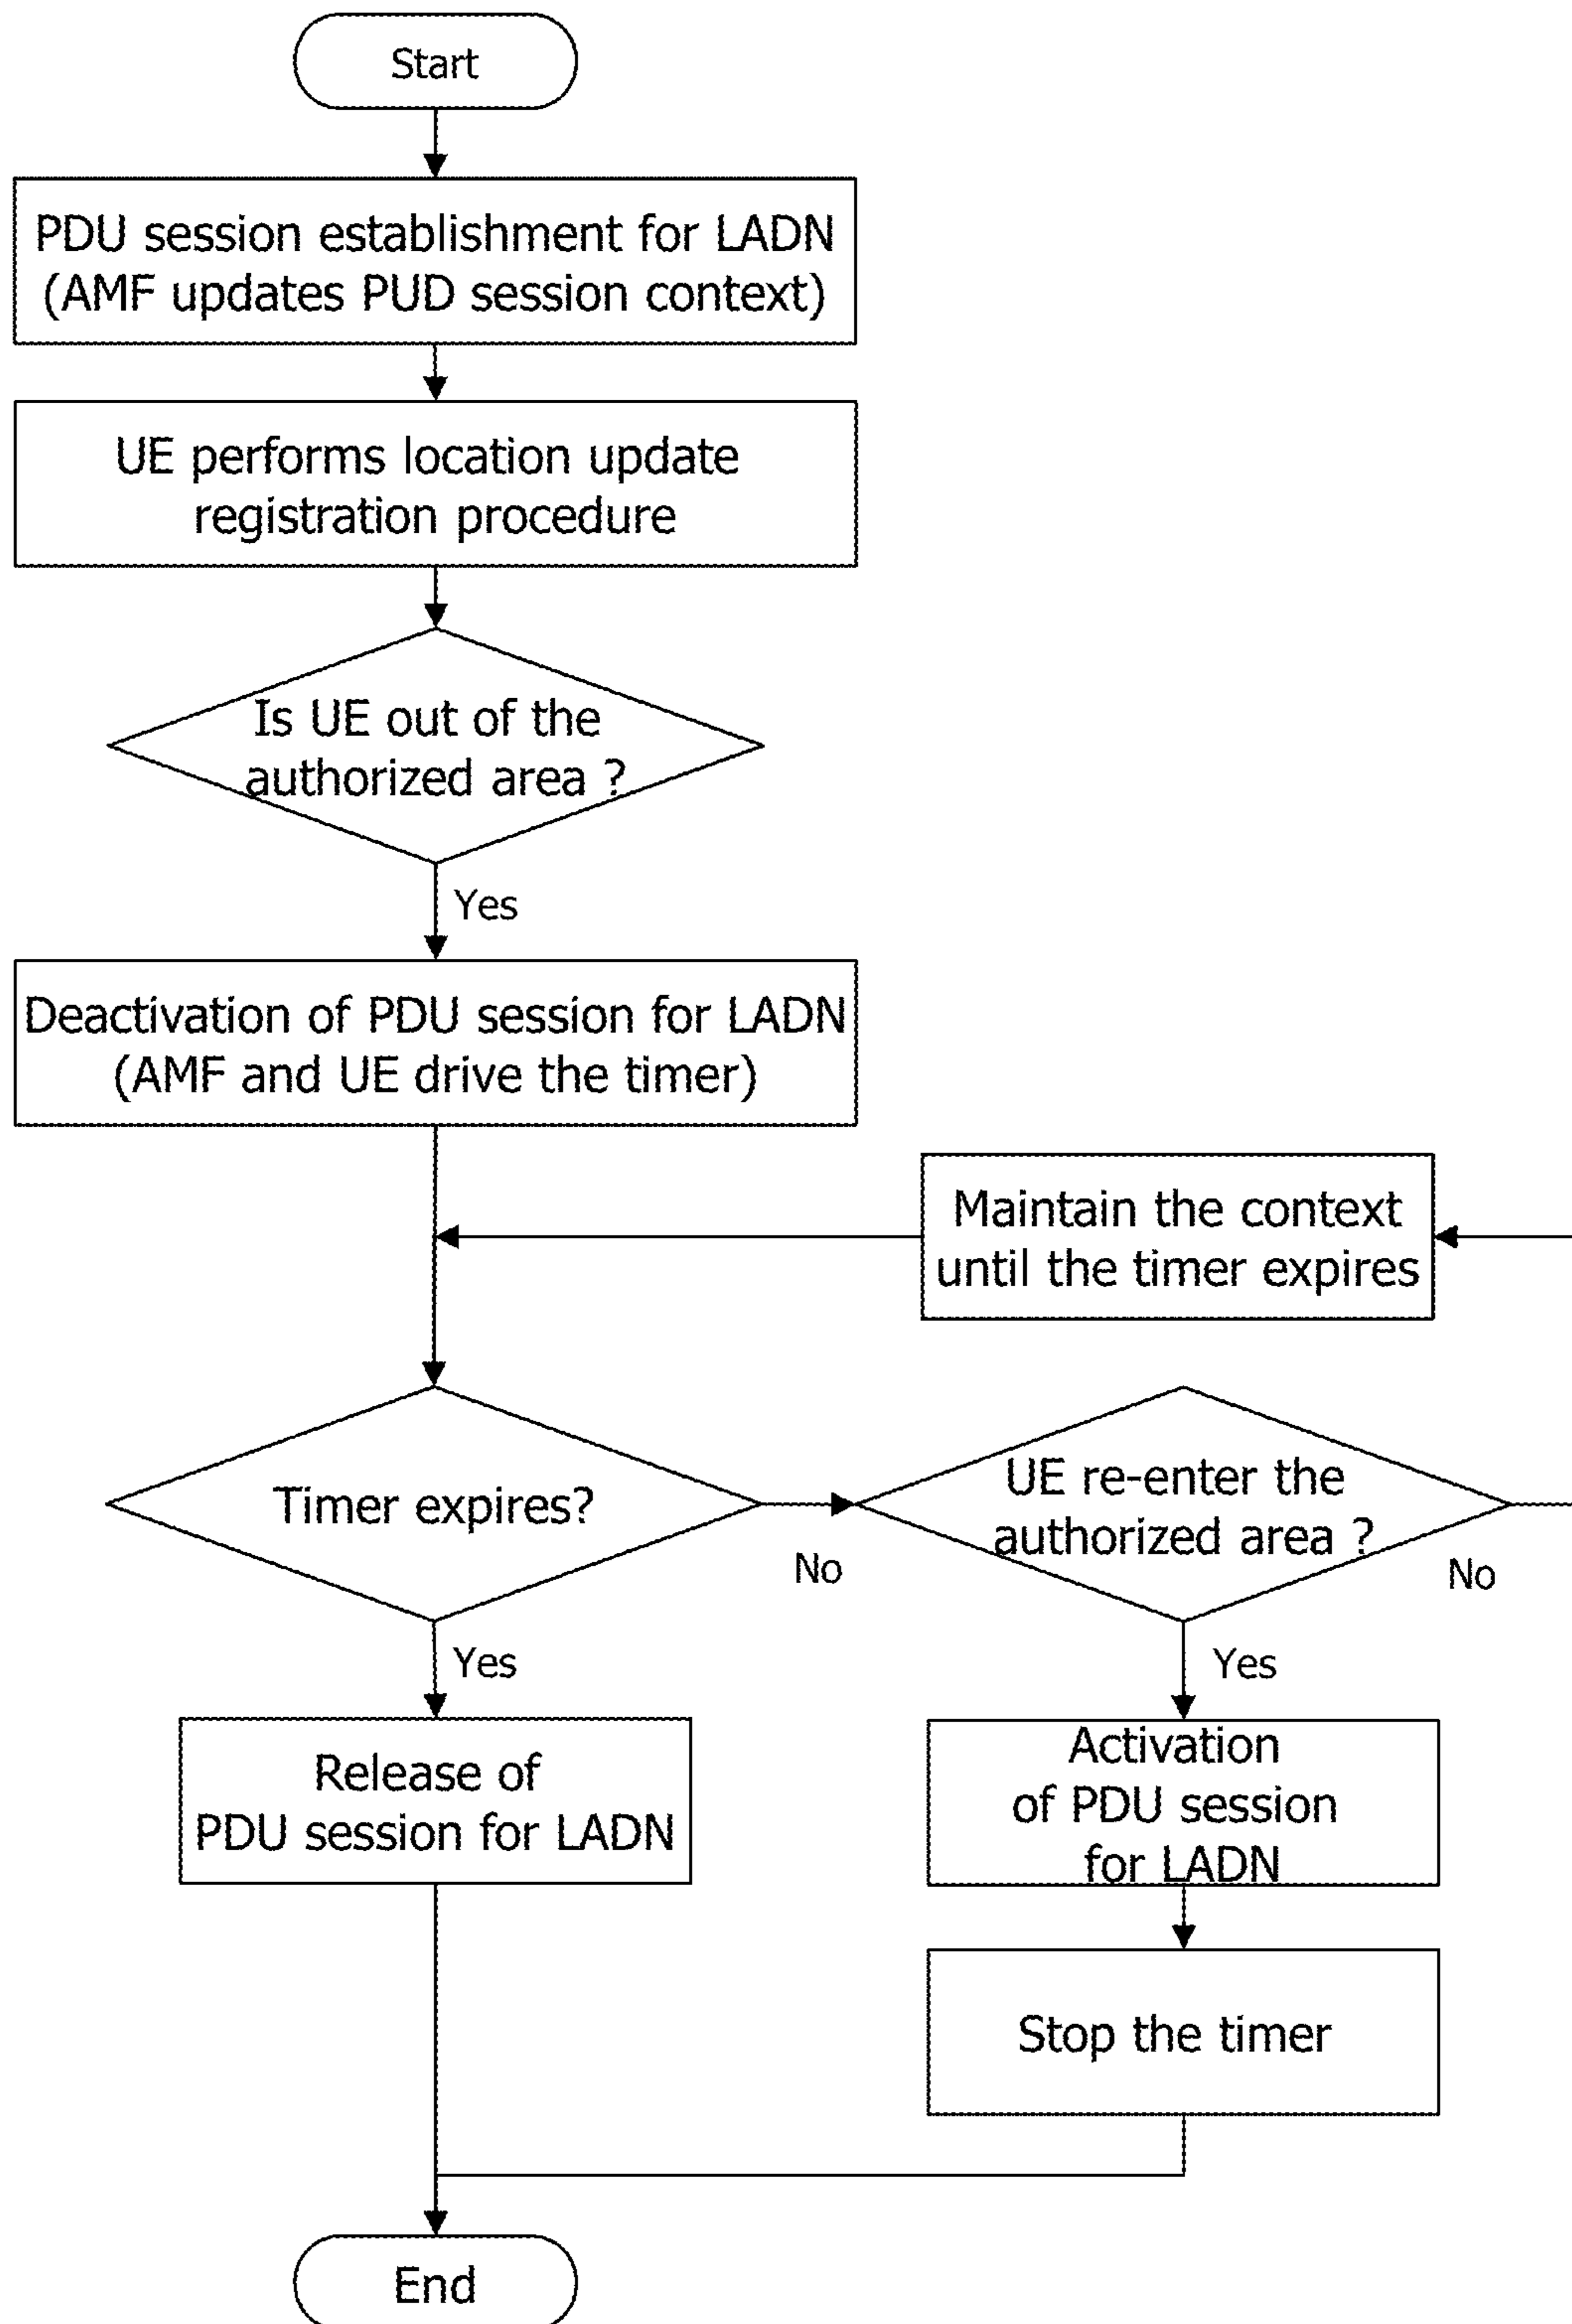 Start
PDU session establishment for LADN
(AMF updates PUD session context)
UE performs location update
registration procedure
Is UE out of the
authorized area ?
Yes
Deactivation of PDU session for LADN
(AMF and UE drive the timer)
Maintain the context
until the timer expires
Timer expires?
No
UE re-enter the
authorized area ?
No
Yes
Release of
PDU session for LADN
Yes
Activation
of PDU session
for LADN
Stop the timer
End